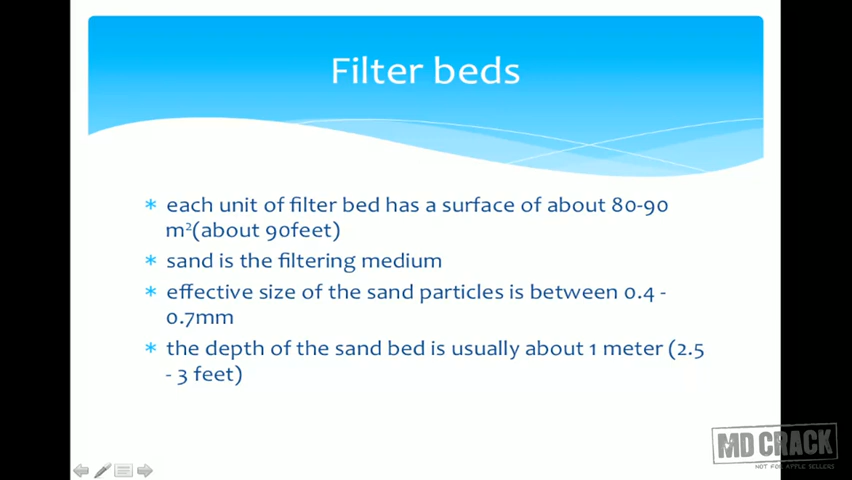 Filter beds
* each unit of filter bed has a surface of about 80-90
m²(about 90feet)
* sand is the filtering medium
* effective size of the sand particles is between 0.4 -
0.7mm
* the depth of the sand bed is usually about 1 meter (2.5
- 3 feet)
MD CRACK
NOT FOR APPLE SELLERS